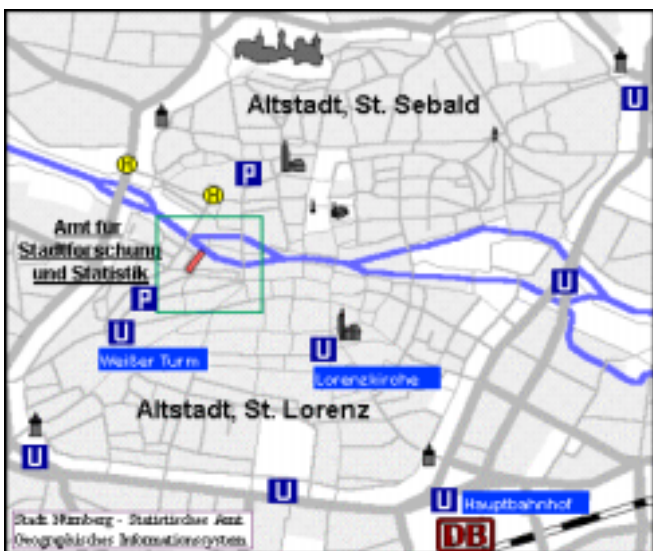 Altstadt, St. Sebald
U
H
P
H
Amt für
Stadtforschung
und Statistik
U
P
U
Weißer Turm
U
Lorenzkirche
Altstadt, St. Lorenz
U
U
U
Hauptbahnhof
DB
Stadt Nürnberg - Statistisches Amt
Geographisches Informationssystem